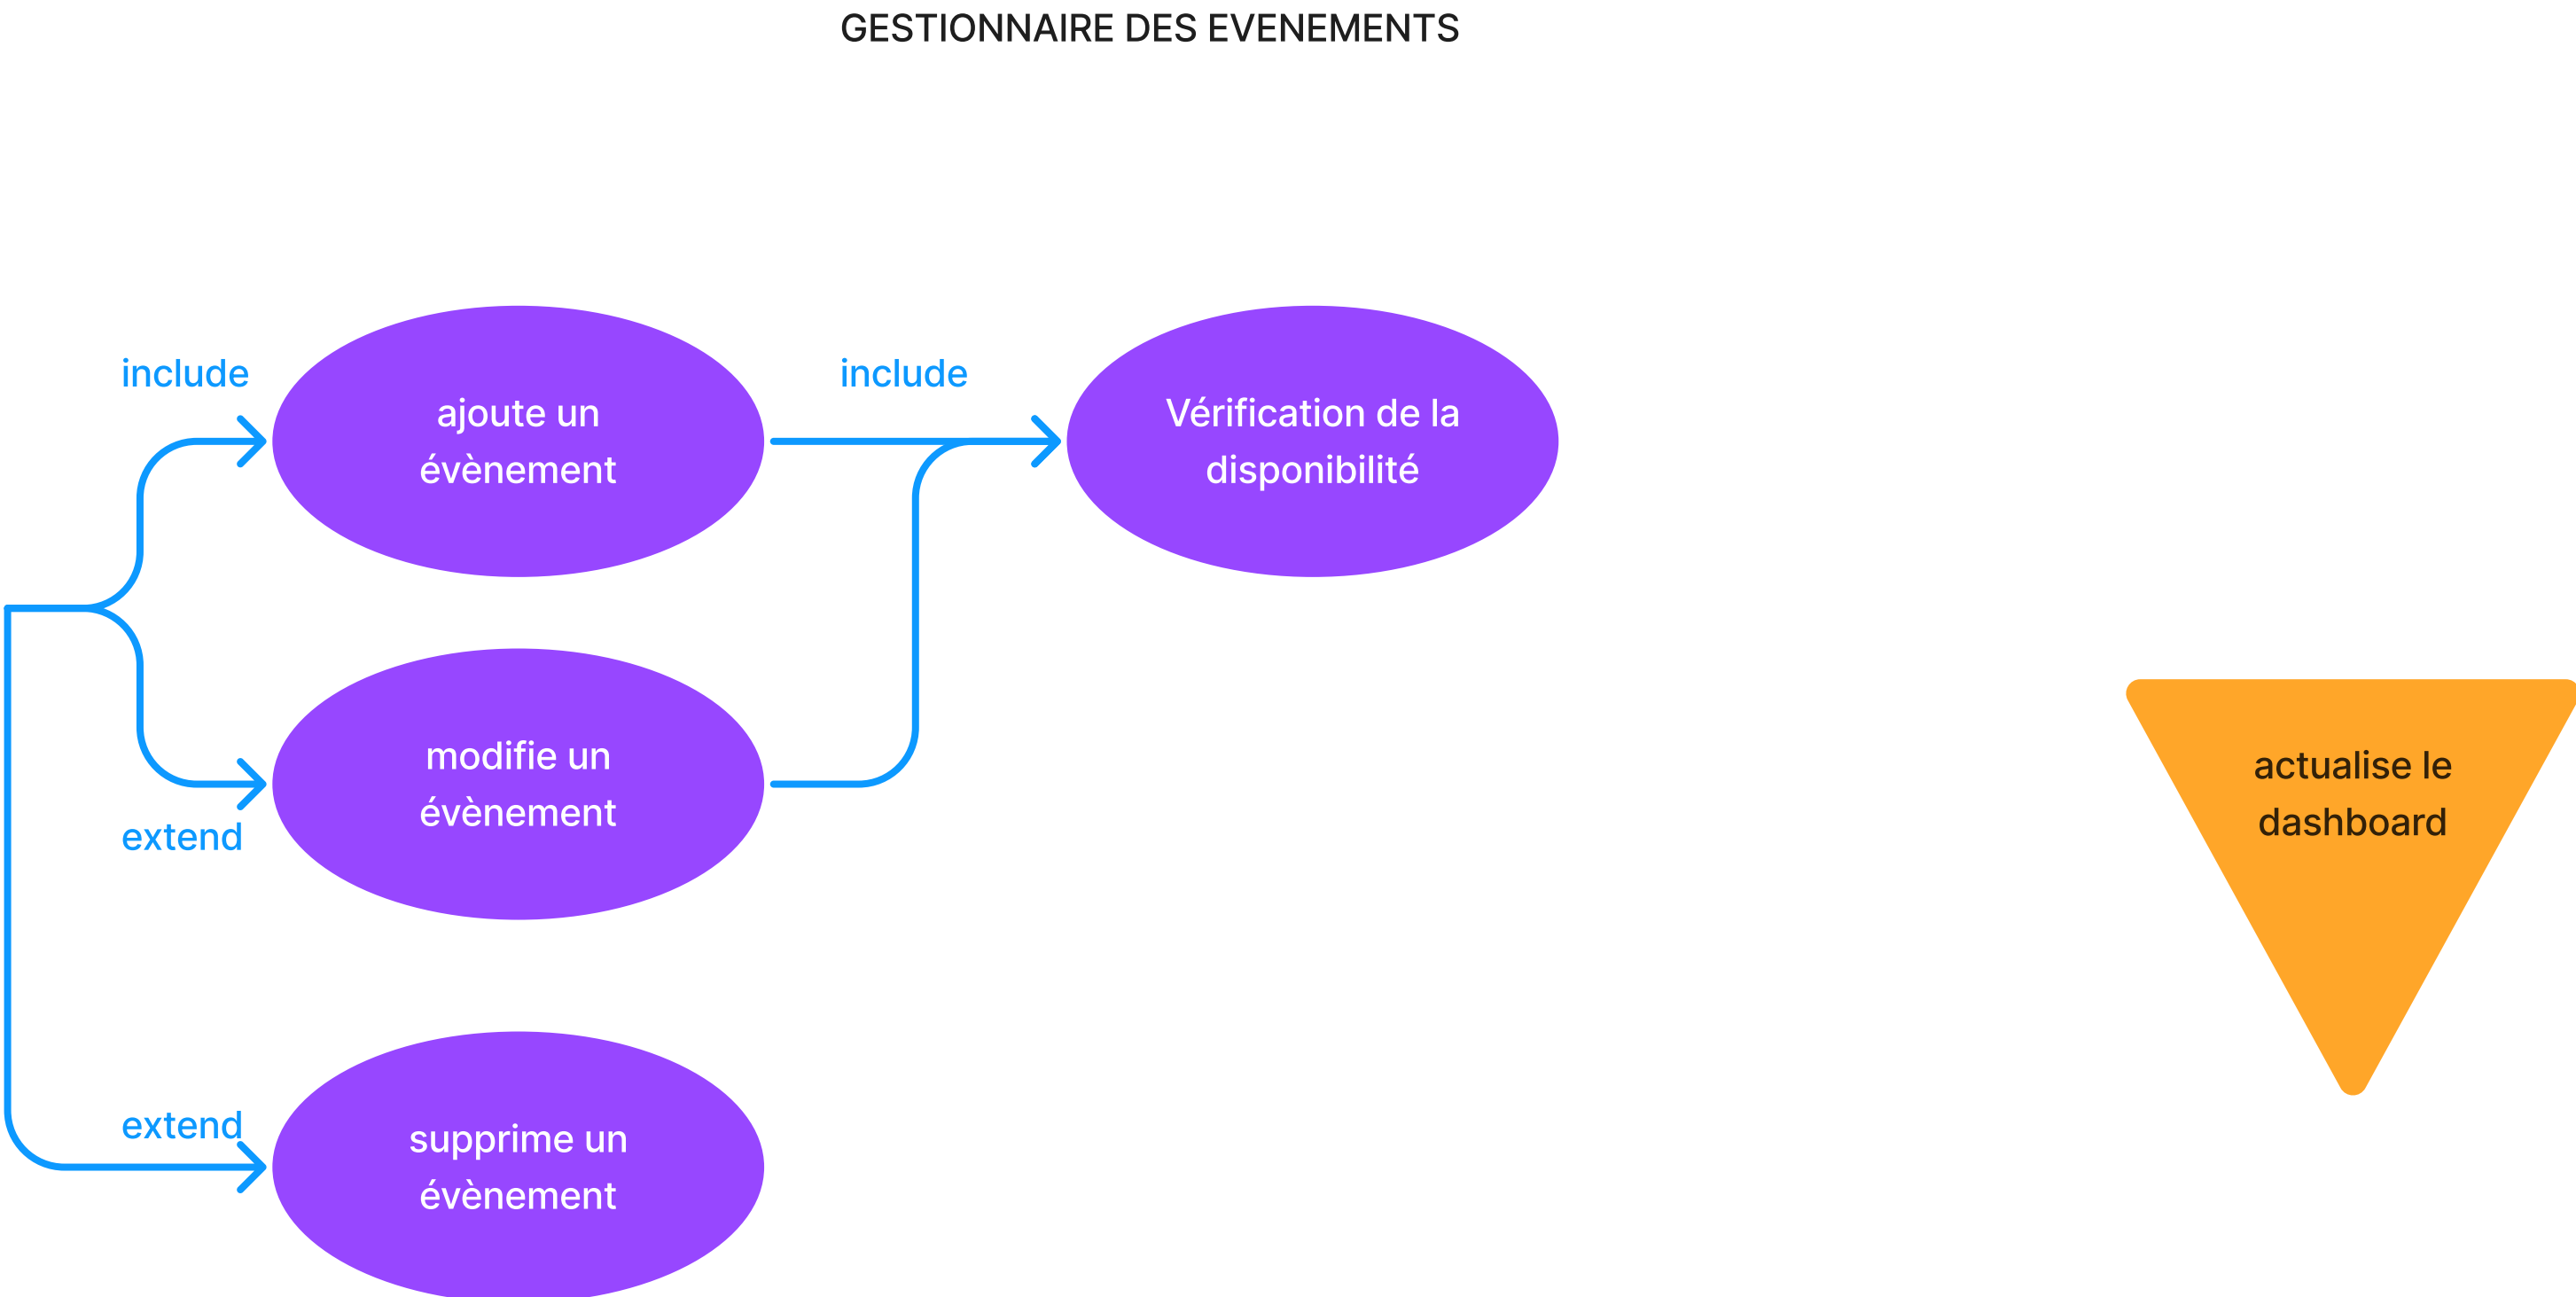 GESTIONNAIRE DES EVENEMENTS
include
ajoute un
évènement
include
Vérification de la
disponibilité
modifie un
évènement
extend
actualise le
dashboard
extend
supprime un
évènement